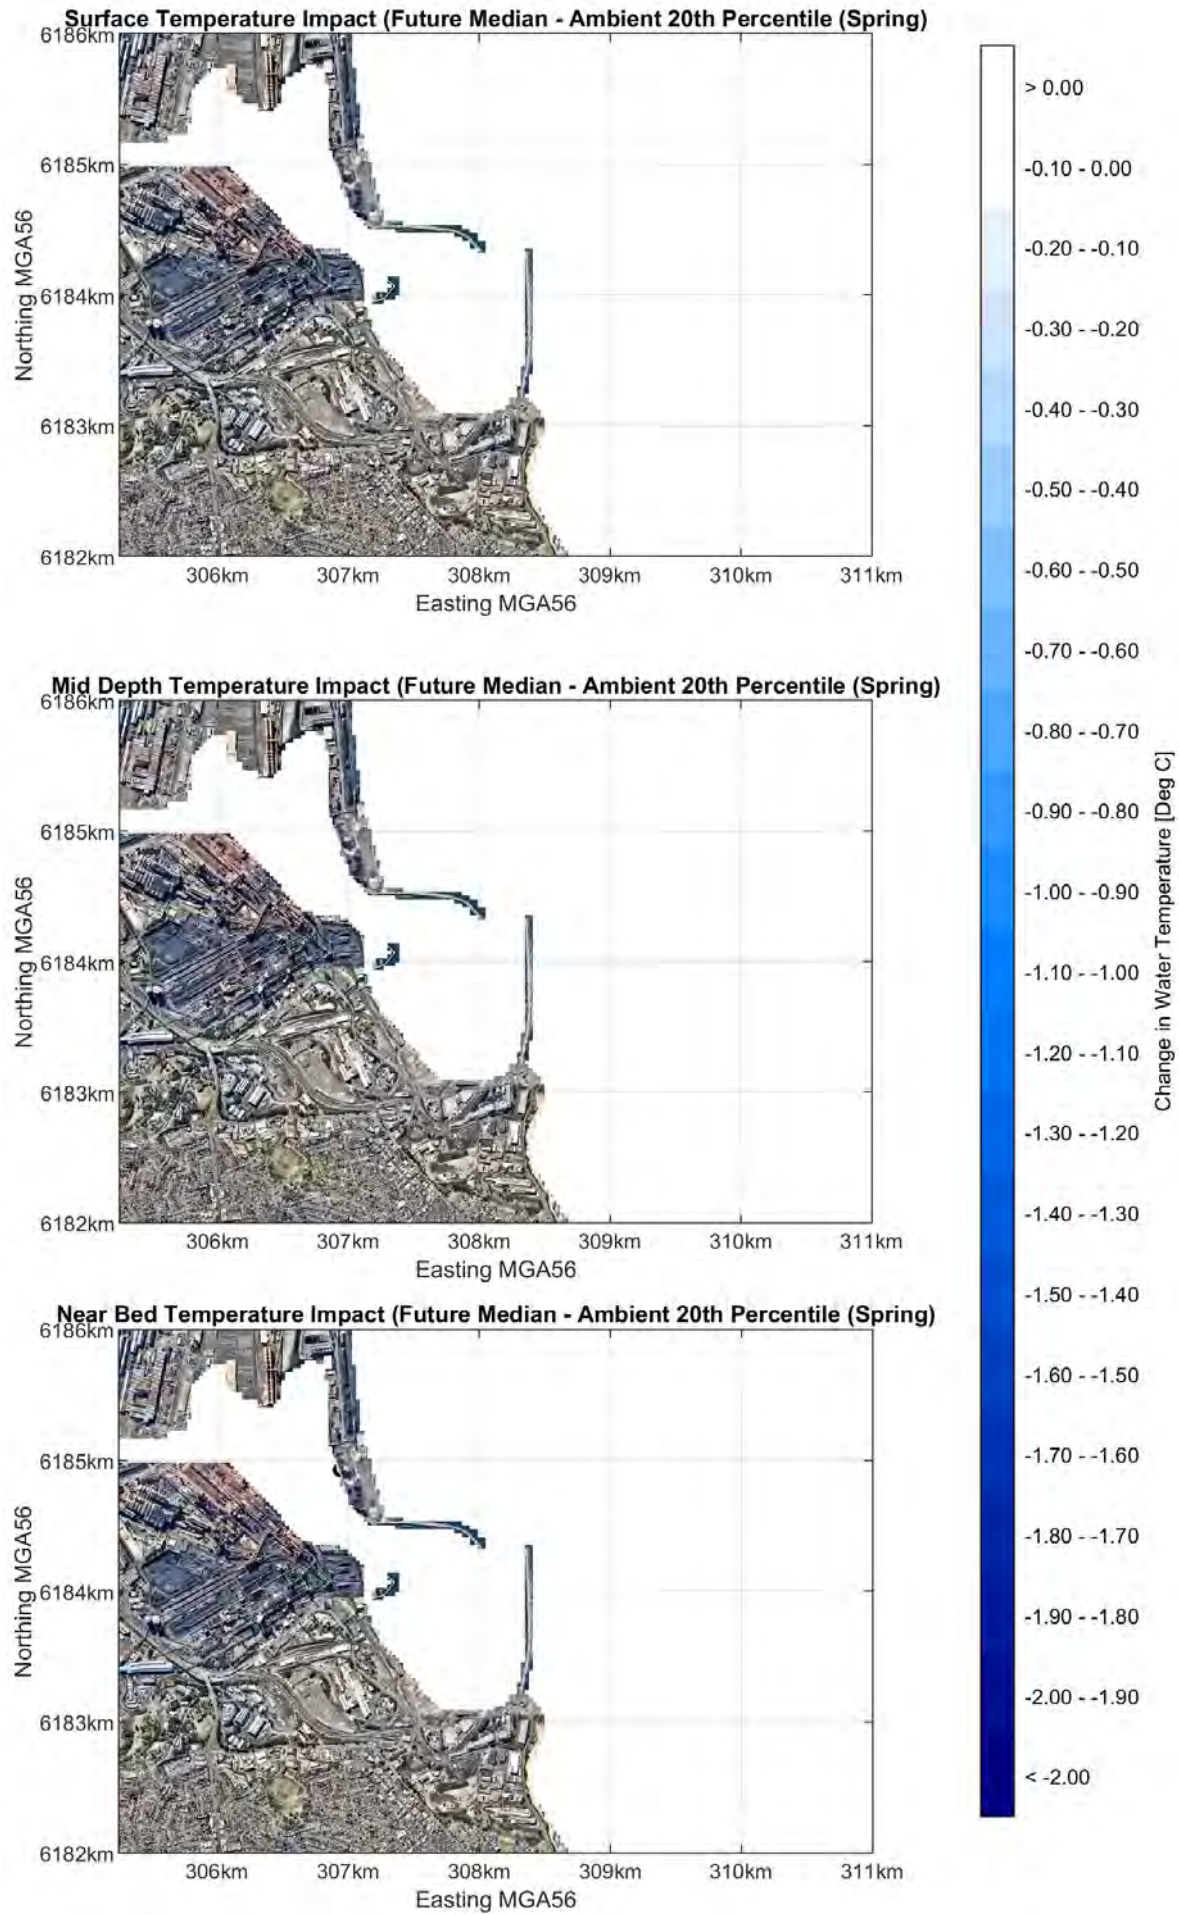 Surface Temperature Impact (Future Median - Ambient 20th Percentile (Spring)
6186km
6185km
6184km
6183km
6182km
Northing MGA56
306km 307km 308km 309km 310km 311km
Easting MGA56
Mid Depth Temperature Impact (Future Median - Ambient 20th Percentile (Spring)
6186km
6185km
6184km
6183km
6182km
Northing MGA56
306km 307km 308km 309km 310km 311km
Easting MGA56
Near Bed Temperature Impact (Future Median - Ambient 20th Percentile (Spring)
6186km
6185km
6184km
6183km
6182km
Northing MGA56
306km 307km 308km 309km 310km 311km
Easting MGA56
> 0.00
-0.10 - 0.00
-0.20 - -0.10
-0.30 - -0.20
-0.40 - -0.30
-0.50 - -0.40
-0.60 - -0.50
-0.70 - -0.60
-0.80 - -0.70
-0.90 - -0.80
-1.00 - -0.90
-1.10 - -1.00
-1.20 - -1.10
-1.30 - -1.20
-1.40 - -1.30
-1.50 - -1.40
-1.60 - -1.50
-1.70 - -1.60
-1.80 - -1.70
-1.90 - -1.80
-2.00 - -1.90
< -2.00
Change in Water Temperature [Deg C]